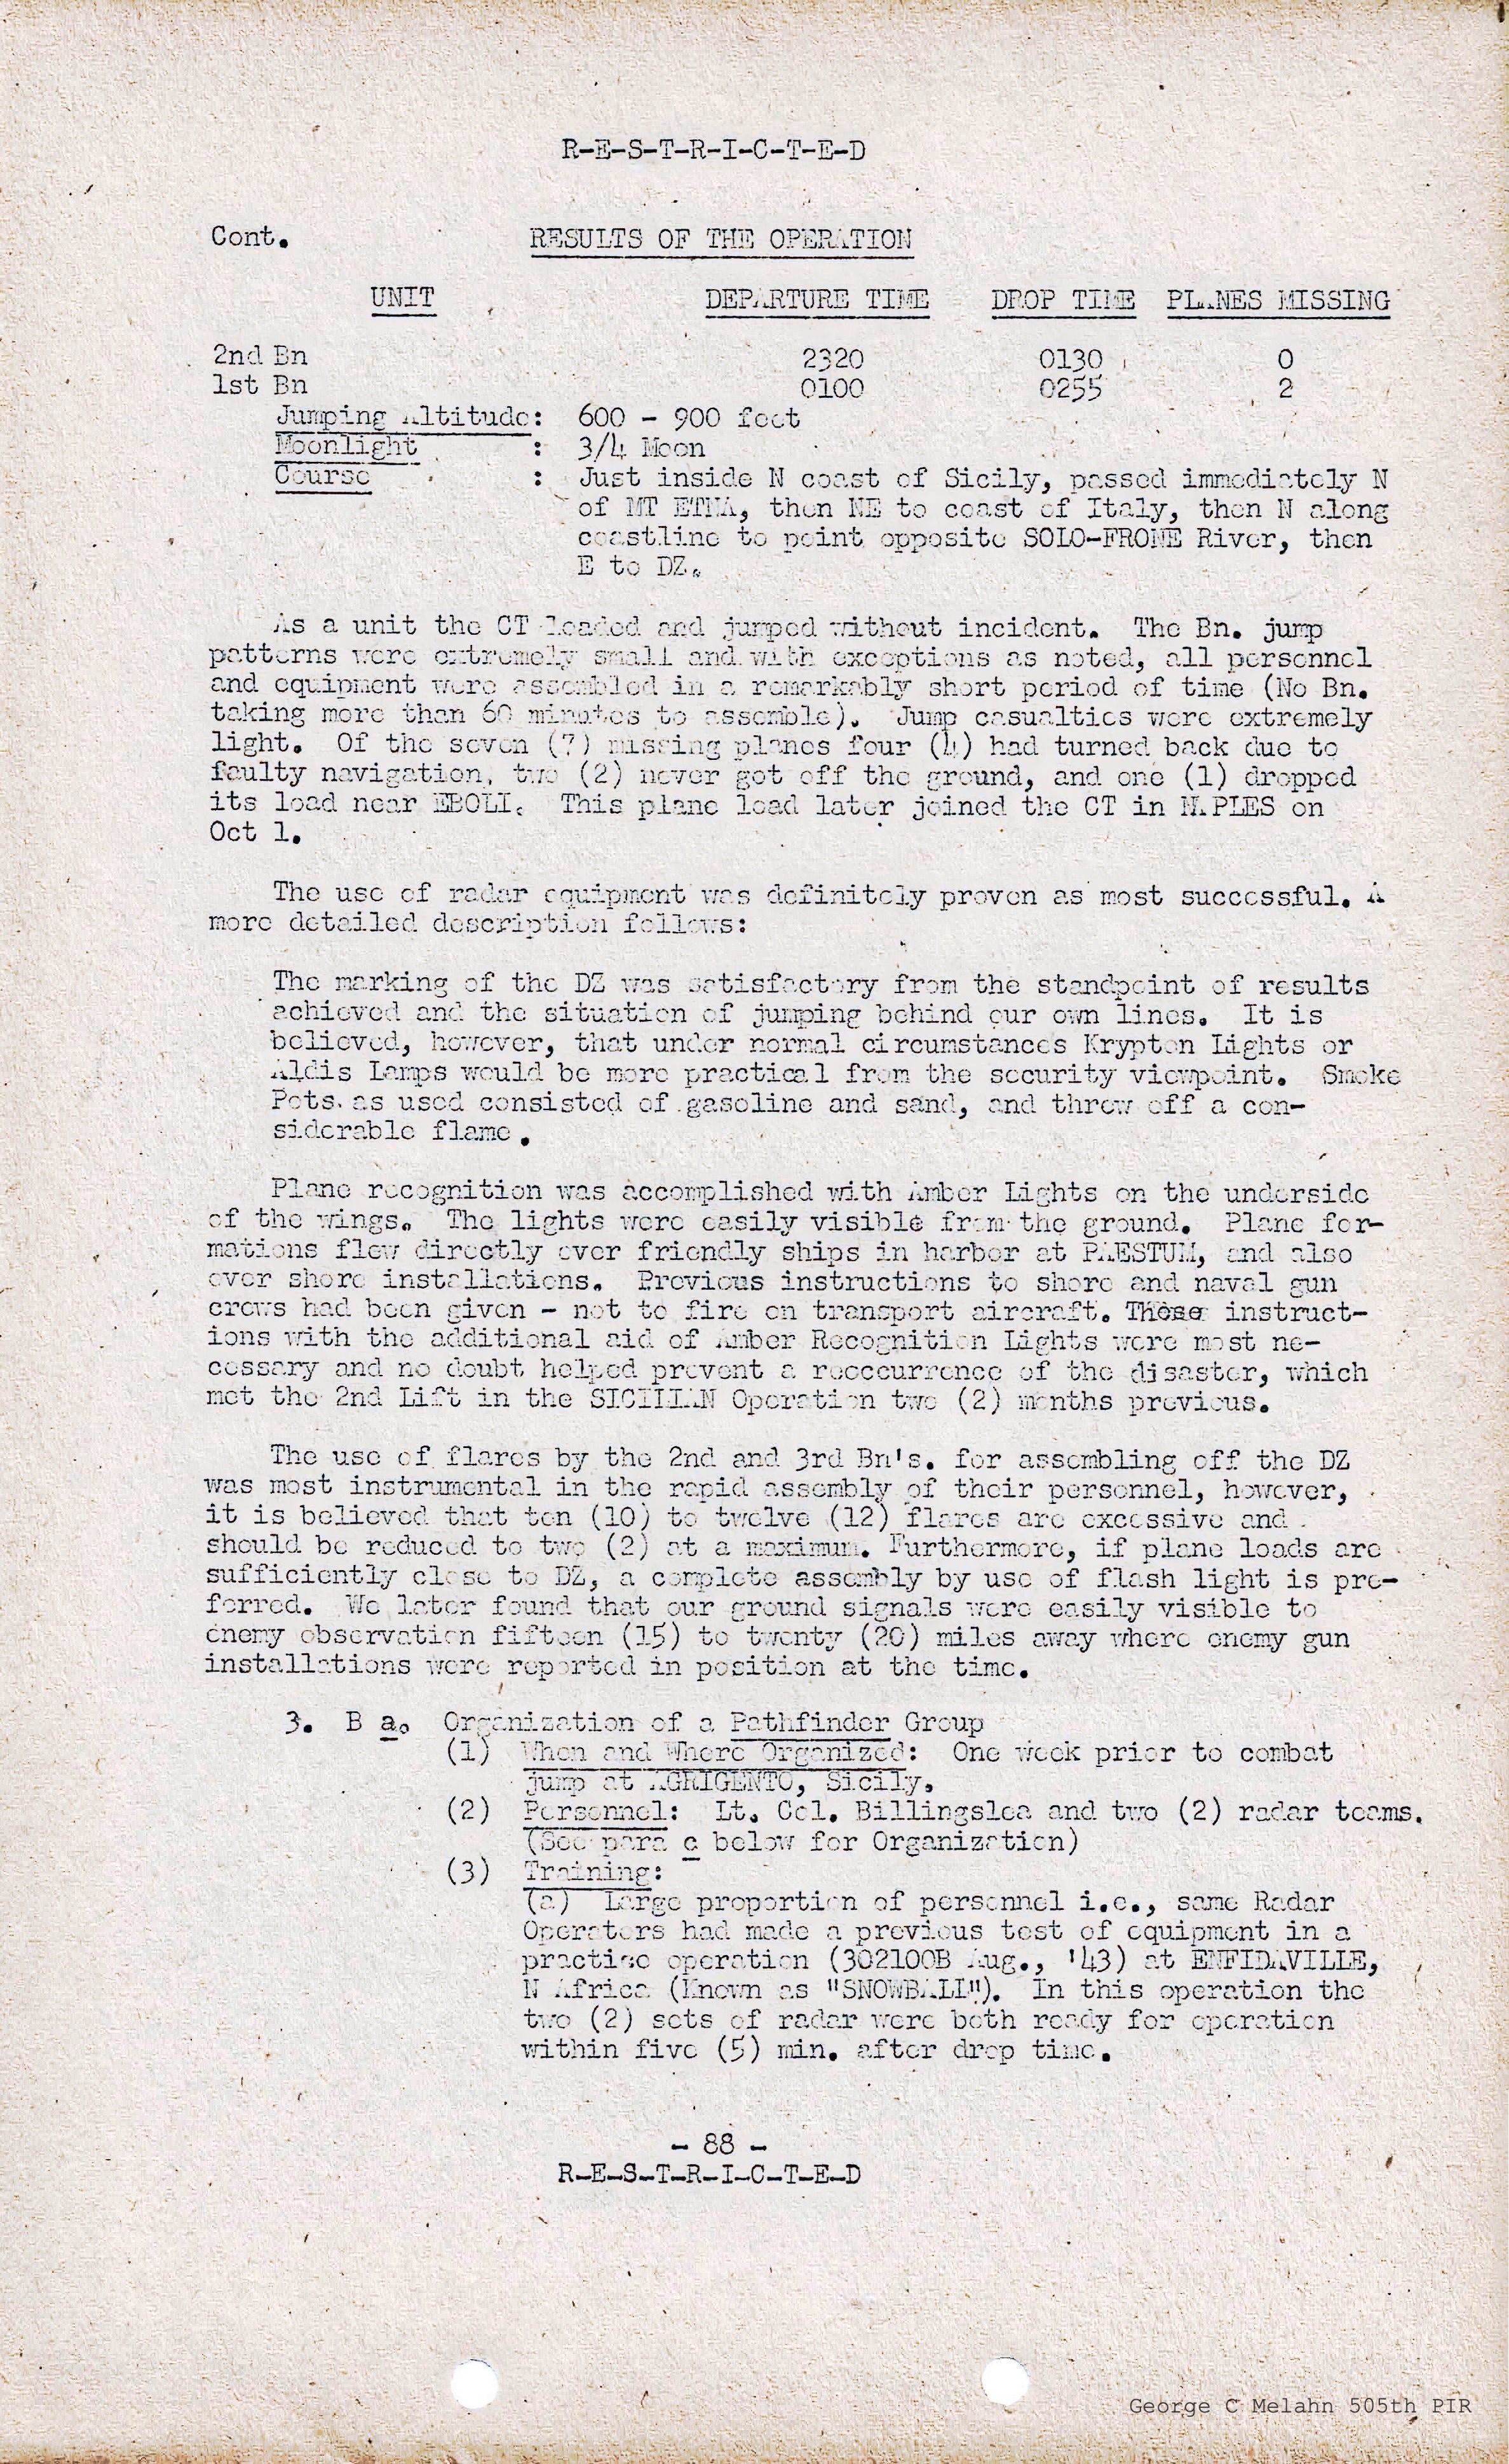 R-E-S-T-R-I-C-T-E-D
Cont. RESULTS OF THE OPERATION
UNIT DEPARTURE TIME DROP TIME PLANES MISSING
2nd Bn 2320 0130 0
1st Bn 0100 0255 2
Jumping Altitude: 600 - 900 feet
Moonlight : 3/4 Moon
Course : Just inside N coast of Sicily, passed immediately N
of MT ETNA, then NE to coast of Italy, then N along
coastline to point opposite SOLO-FRONE River, then
E to DZ.
As a unit the CT loaded and jumped without incident. The Bn. jump
patterns were extremely small and with exceptions as noted, all personnel
and equipment were assembled in a remarkably short period of time (No Bn.
taking more than 60 minutes to assemble). Jump casualties were extremely
light. Of the seven (7) missing planes four (4) had turned back due to
faulty navigation, two (2) never got off the ground, and one (1) dropped
its load near EBOLI. This plane load later joined the CT in NAPLES on
Oct 1.
The use of radar equipment was definitely proven as most successful. A
more detailed description follows:
The marking of the DZ was satisfactory from the standpoint of results
achieved and the situation of jumping behind our own lines. It is
believed, however, that under normal circumstances Krypton Lights or
Aldis Lamps would be more practical from the security viewpoint. Smoke
Pots as used consisted of gasoline and sand, and threw off a con-
siderable flame.
Plane recognition was accomplished with Amber Lights on the underside
of the wings. The lights were easily visible from the ground. Plane for-
mations flew directly over friendly ships in harbor at PAESTUM, and also
over shore installations. Previous instructions to shore and naval gun
crews had been given - not to fire on transport aircraft. These instruct-
ions with the additional aid of Amber Recognition Lights were most ne-
cessary and no doubt helped prevent a reoccurrence of the disaster, which
met the 2nd Lift in the SICILIAN Operation two (2) months previous.
The use of flares by the 2nd and 3rd Bn's. for assembling off the DZ
was most instrumental in the rapid assembly of their personnel, however,
it is believed that ten (10) to twelve (12) flares are excessive and
should be reduced to two (2) at a maximum. Furthermore, if plane loads are
sufficiently close to DZ, a complete assembly by use of flash light is pre-
ferred. We later found that our ground signals were easily visible to
enemy observation fifteen (15) to twenty (20) miles away where enemy gun
installations were reported in position at the time.
3. B a. Organization of a Pathfinder Group
(1) When and Where Organized: One week prior to combat
jump at AGRIGENTO, Sicily.
(2) Personnel: Lt. Col. Billingslea and two (2) radar teams.
(See para c below for Organization)
(3) Training:
(a) Large proportion of personnel i.e., same Radar
Operators had made a previous test of equipment in a
practise operation (302100B Aug., '43) at ENFIDAVILLE,
N Africa (Known as "SNOWBALL"). In this operation the
two (2) sets of radar were both ready for operation
within five (5) min. after drop time.
- 88 -
R-E-S-T-R-I-C-T-E-D
George C Melahn 505th PIR